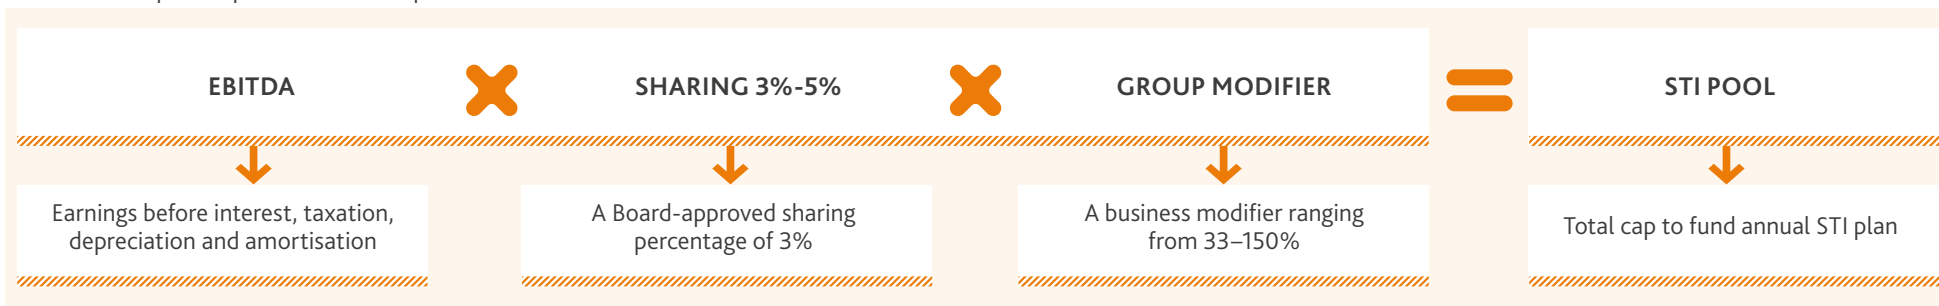 EBITDA
SHARING 3%-5%
GROUP MODIFIER
STI POOL
Earnings before interest, taxation,
depreciation and amortisation
A Board-approved sharing
percentage of 3%
A business modifier ranging
from 33–150%
Total cap to fund annual STI plan